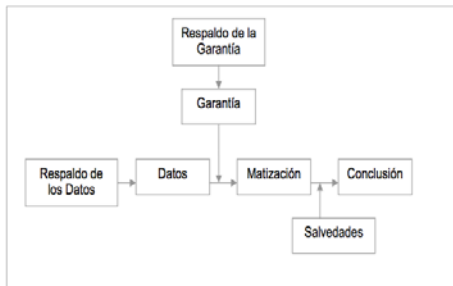 Respaldo de la
Garantía
Garantía
Respaldo de
los Datos
Datos
Matización
Conclusión
Salvedades